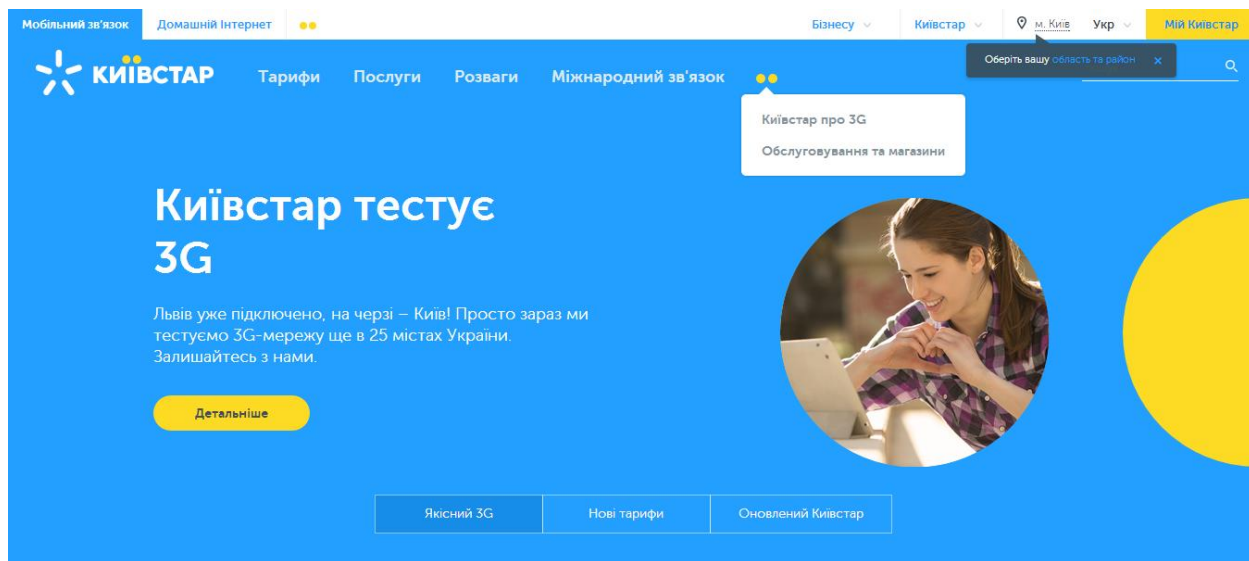 Мобільний зв'язок Домашній Інтернет Бізнесу Київстар м. Київ Укр Мій Київстар
Оберіть вашу область та район x
КИЇВСТАР Тарифи Послуги Розваги Міжнародний зв'язок
Київстар про 3G
Обслуговування та магазини
Київстар тестує
3G
Львів уже підключено, на черзі – Київ! Просто зараз ми
тестуємо 3G-мережу ще в 25 містах України.
Залишайтесь з нами.
Детальніше
Якісний 3G Нові тарифи Оновлений Київстар